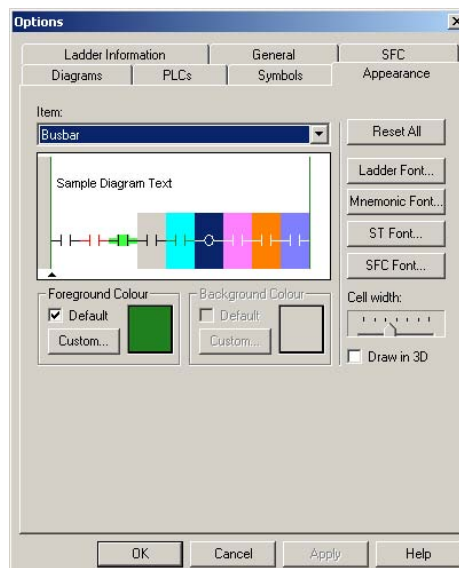 Options
Ladder Information General SFC
Diagrams PLCs Symbols Appearance
Item:
Busbar
Reset All
Sample Diagram Text
Ladder Font...
Mnemonic Font...
ST Font...
SFC Font...
Foreground Colour Background Colour
Cell width:
Default Default
Custom... Custom...
Draw in 3D
OK Cancel Apply Help